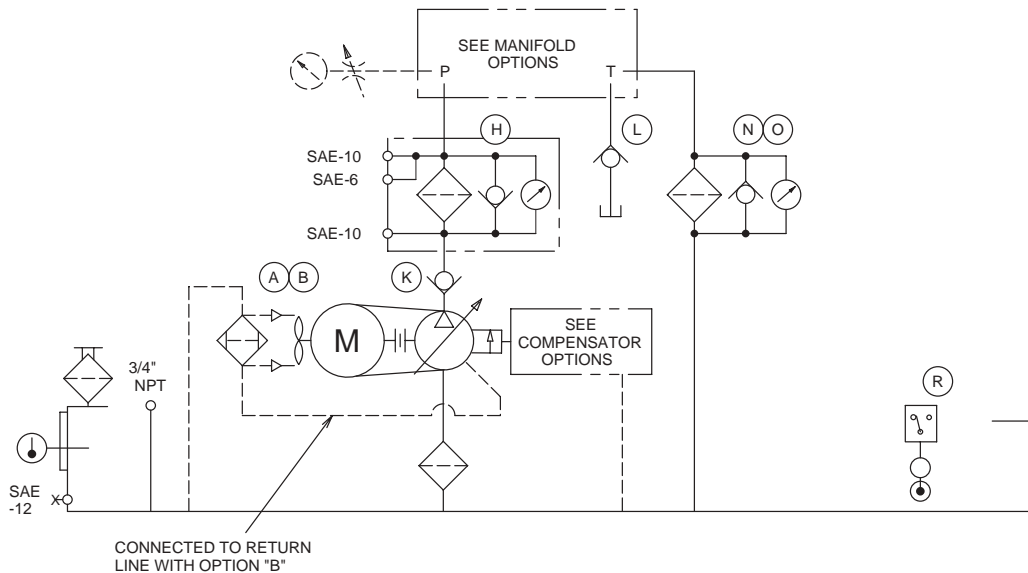 SEE MANIFOLD
OPTIONS
P
T
H
L
N
O
SAE-10
SAE-6
SAE-10
A
B
K
M
SEE
COMPENSATOR
OPTIONS
3/4"
NPT
R
SAE
-12
X
CONNECTED TO RETURN
LINE WITH OPTION "B"